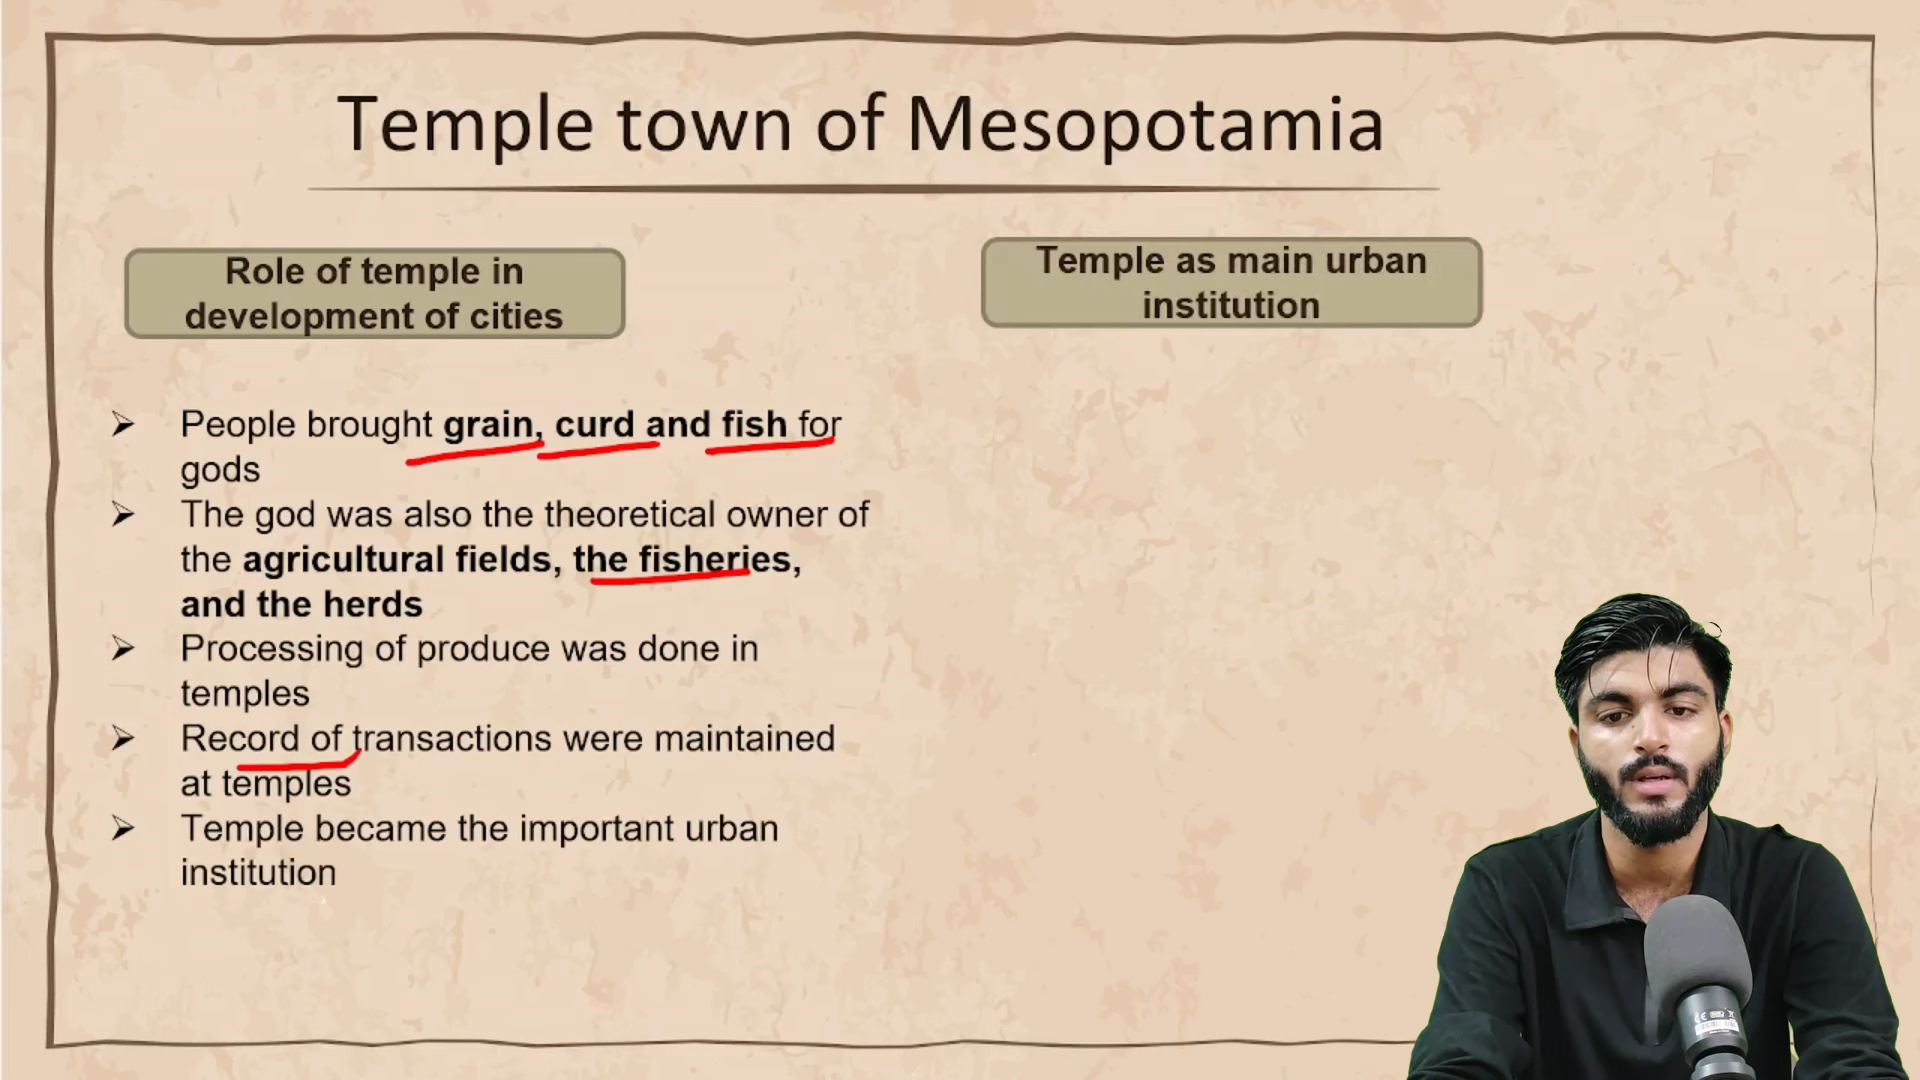 Temple town of Mesopotamia
Role of temple in
development of cities
People brought grain, curd and fish for
gods
The god was also the theoretical owner of
the agricultural fields, the fisheries,
and the herds
Processing of produce was done in
temples
Record of transactions were maintained
at temples
Temple became the important urban
institution
Temple as main urban
institution